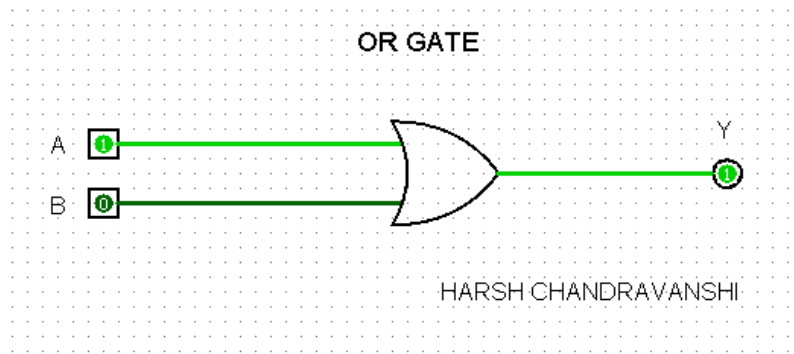 OR GATE
Y
A 1
1
B 0
HARSH CHANDRAVANSHI